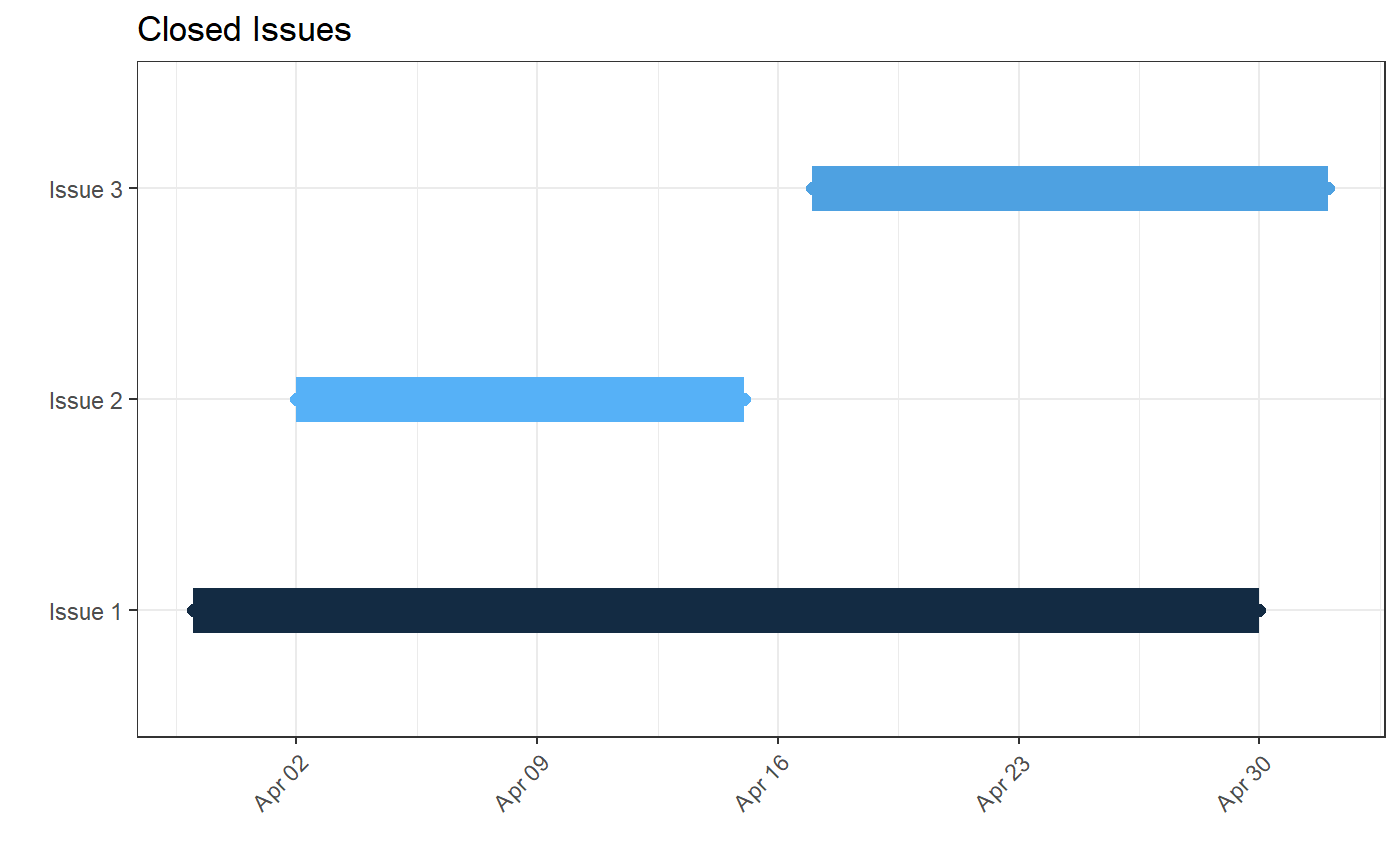 Closed Issues
Issue 3
Issue 2
Issue 1
Apr 02
Apr 09
Apr 16
Apr 23
Apr 30